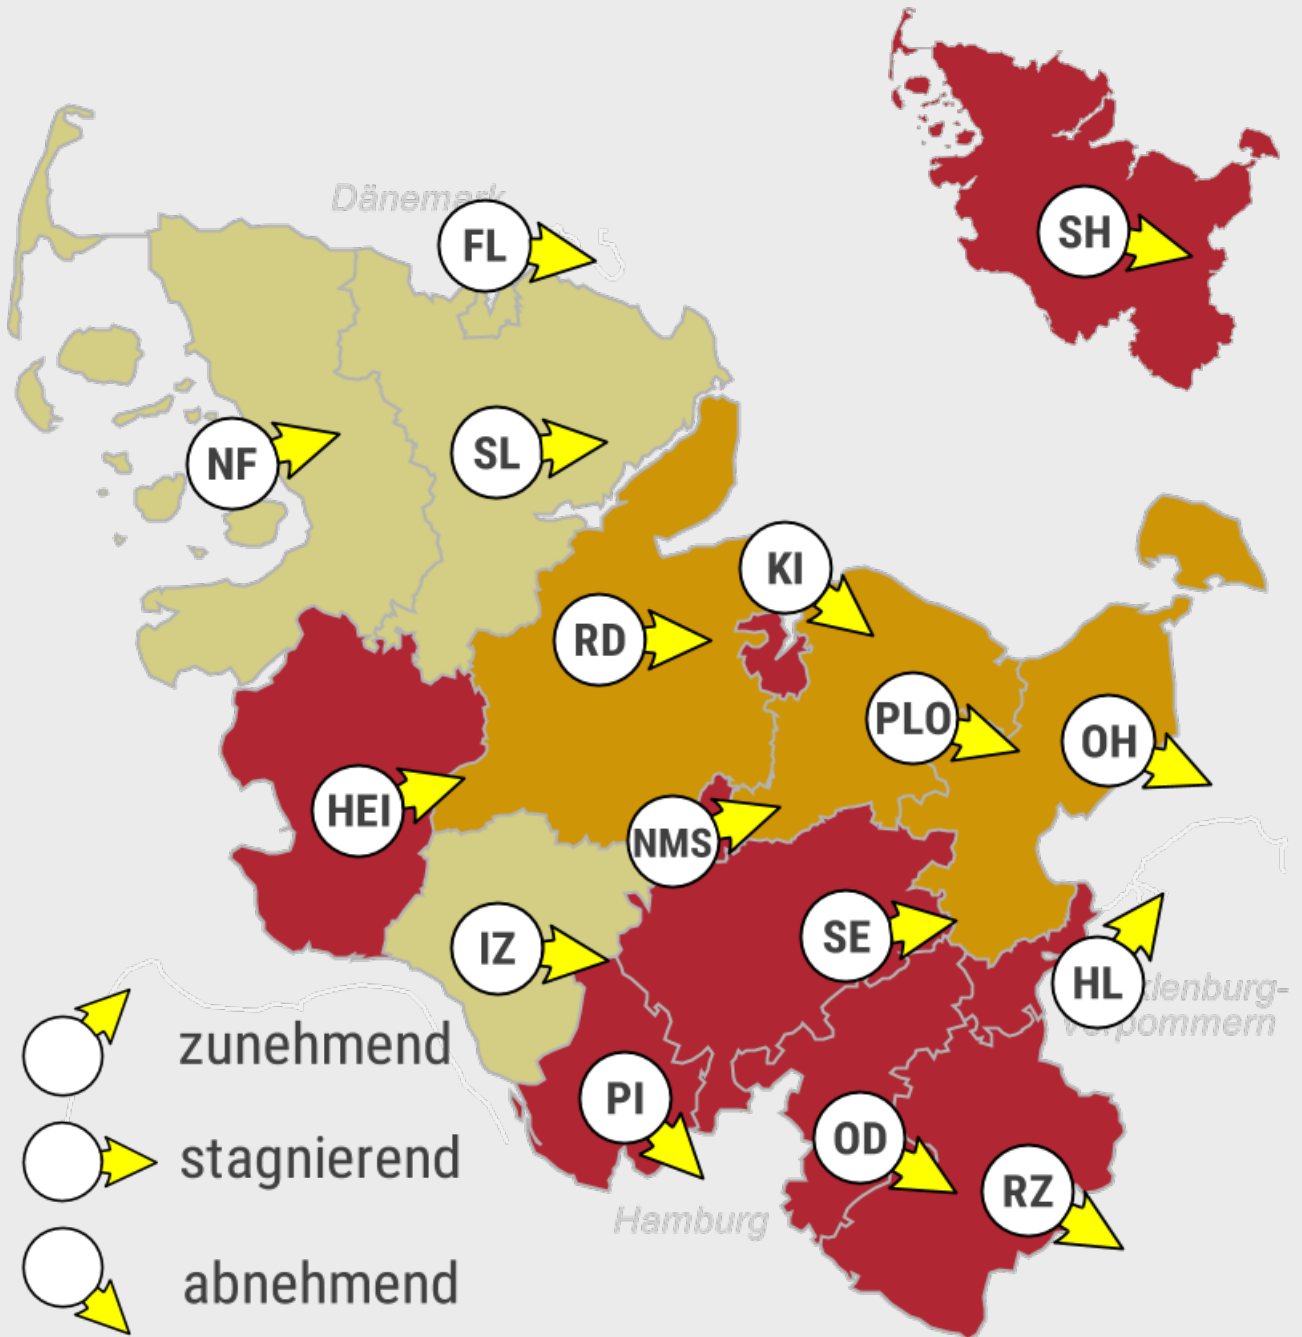 Dänemark
FL
SH
NF
SL
KI
RD
PLO
OH
HEI
NMS
SE
IZ
HL
klenburg-
Vorpommern
zunehmend
PI
OD
stagnierend
RZ
Hamburg
abnehmend